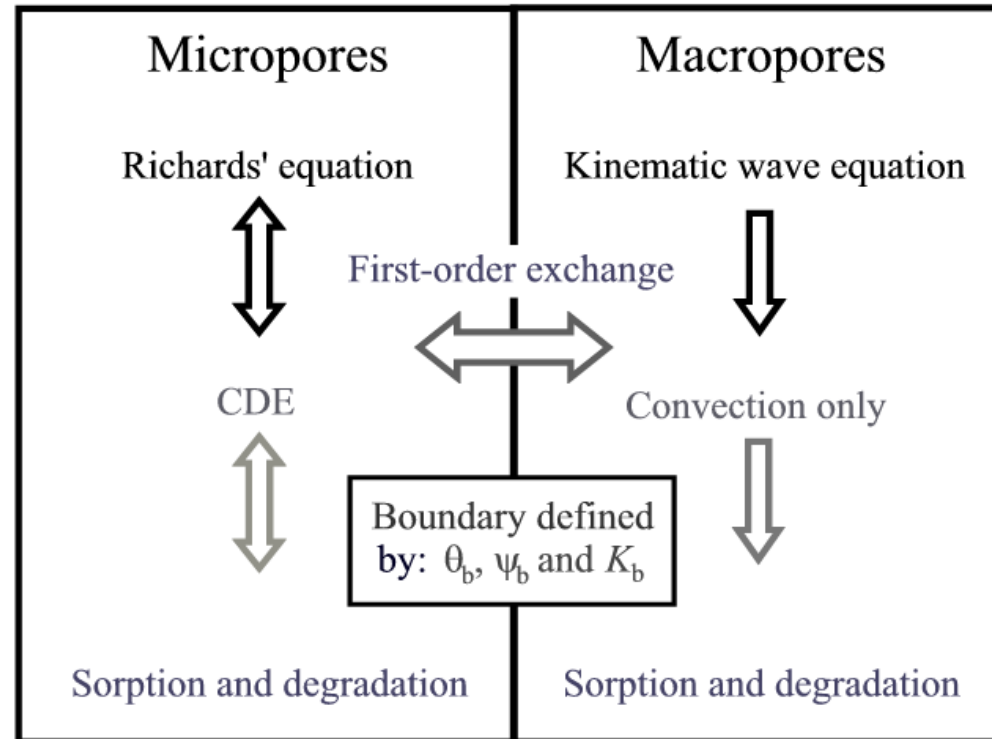 Micropores
Macropores
Richards' equation
Kinematic wave equation
First-order exchange
CDE
Convection only
Boundary defined
by: θb, ψb and Kb
Sorption and degradation
Sorption and degradation